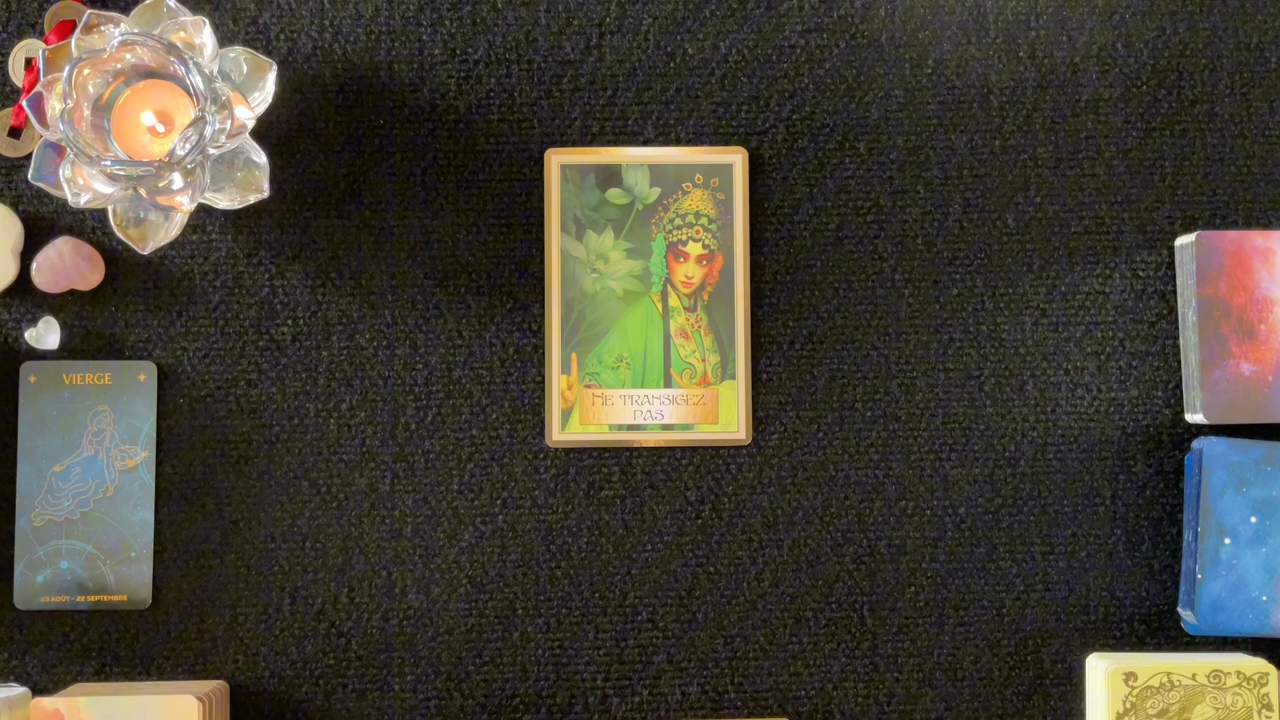 VIERGE
23 AOÛT - 22 SEPTEMBRE
NE TRANSIGEZ
PAS